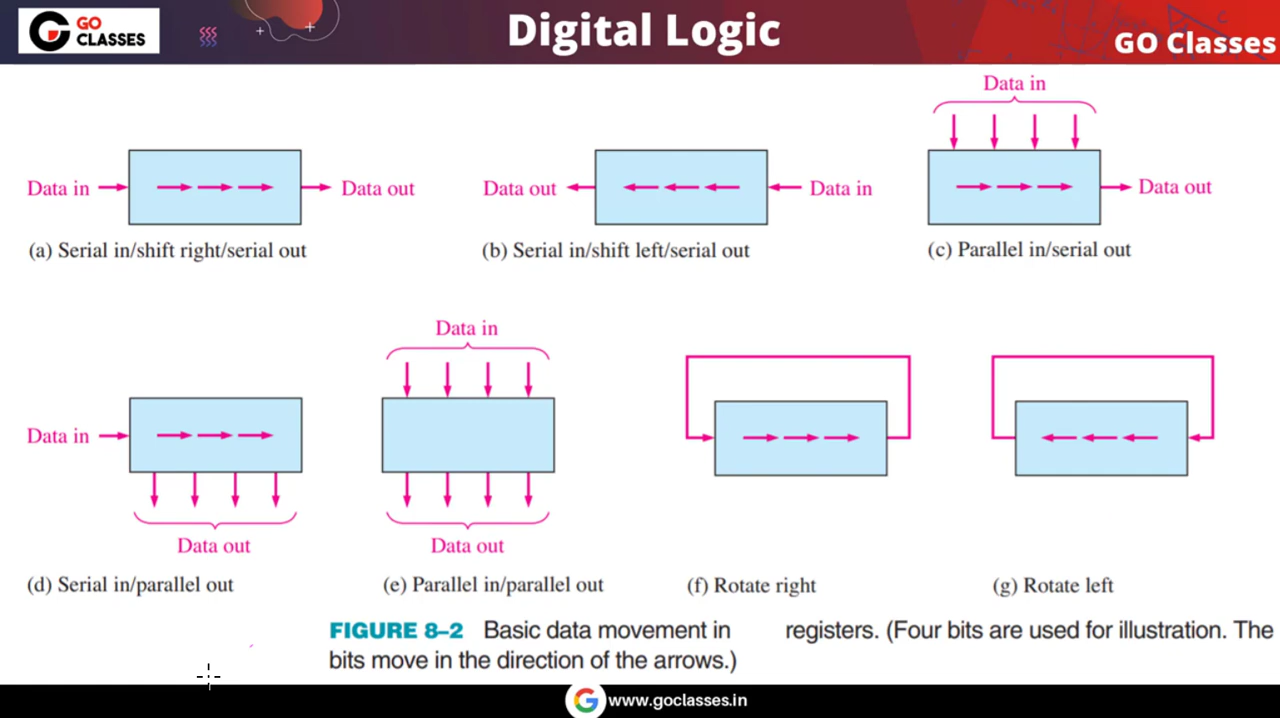 GO
CLASSES
Digital Logic
GO Classes
Data in
Data in
Data out
Data out
Data in
Data out
(a) Serial in/shift right/serial out
(b) Serial in/shift left/serial out
(c) Parallel in/serial out
Data in
Data in
Data out
Data out
(d) Serial in/parallel out
(e) Parallel in/parallel out
(f) Rotate right
(g) Rotate left
FIGURE 8–2 Basic data movement in registers. (Four bits are used for illustration. The
bits move in the direction of the arrows.)
www.goclasses.in